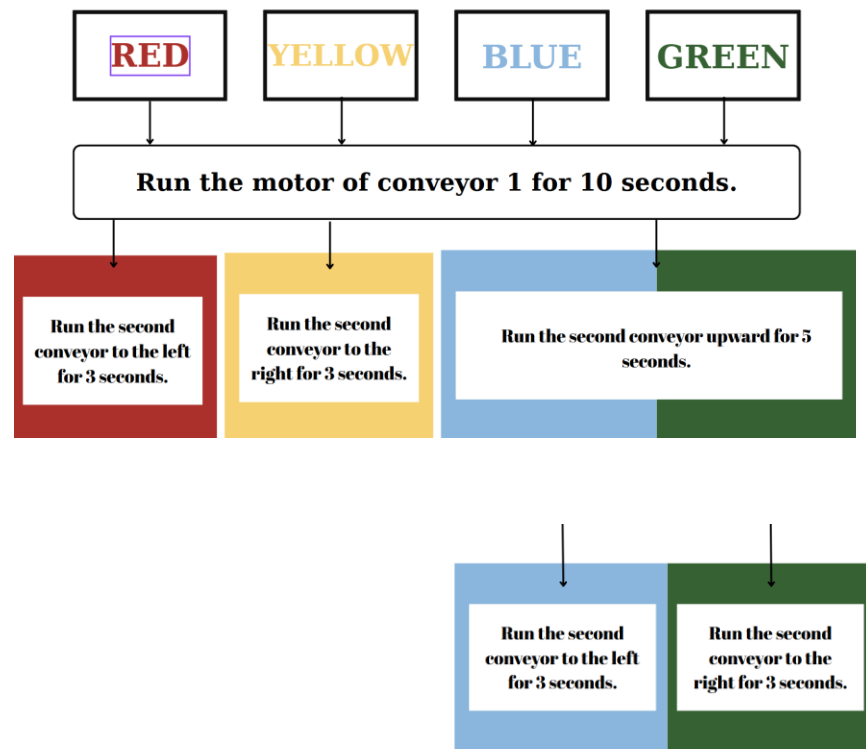 RED
YELLOW
BLUE
GREEN
Run the motor of conveyor 1 for 10 seconds.
Run the second
conveyor to the left
for 3 seconds.
Run the second
conveyor to the
right for 3 seconds.
Run the second conveyor upward for 5
seconds.
Run the second
conveyor to the left
for 3 seconds.
Run the second
conveyor to the
right for 3 seconds.